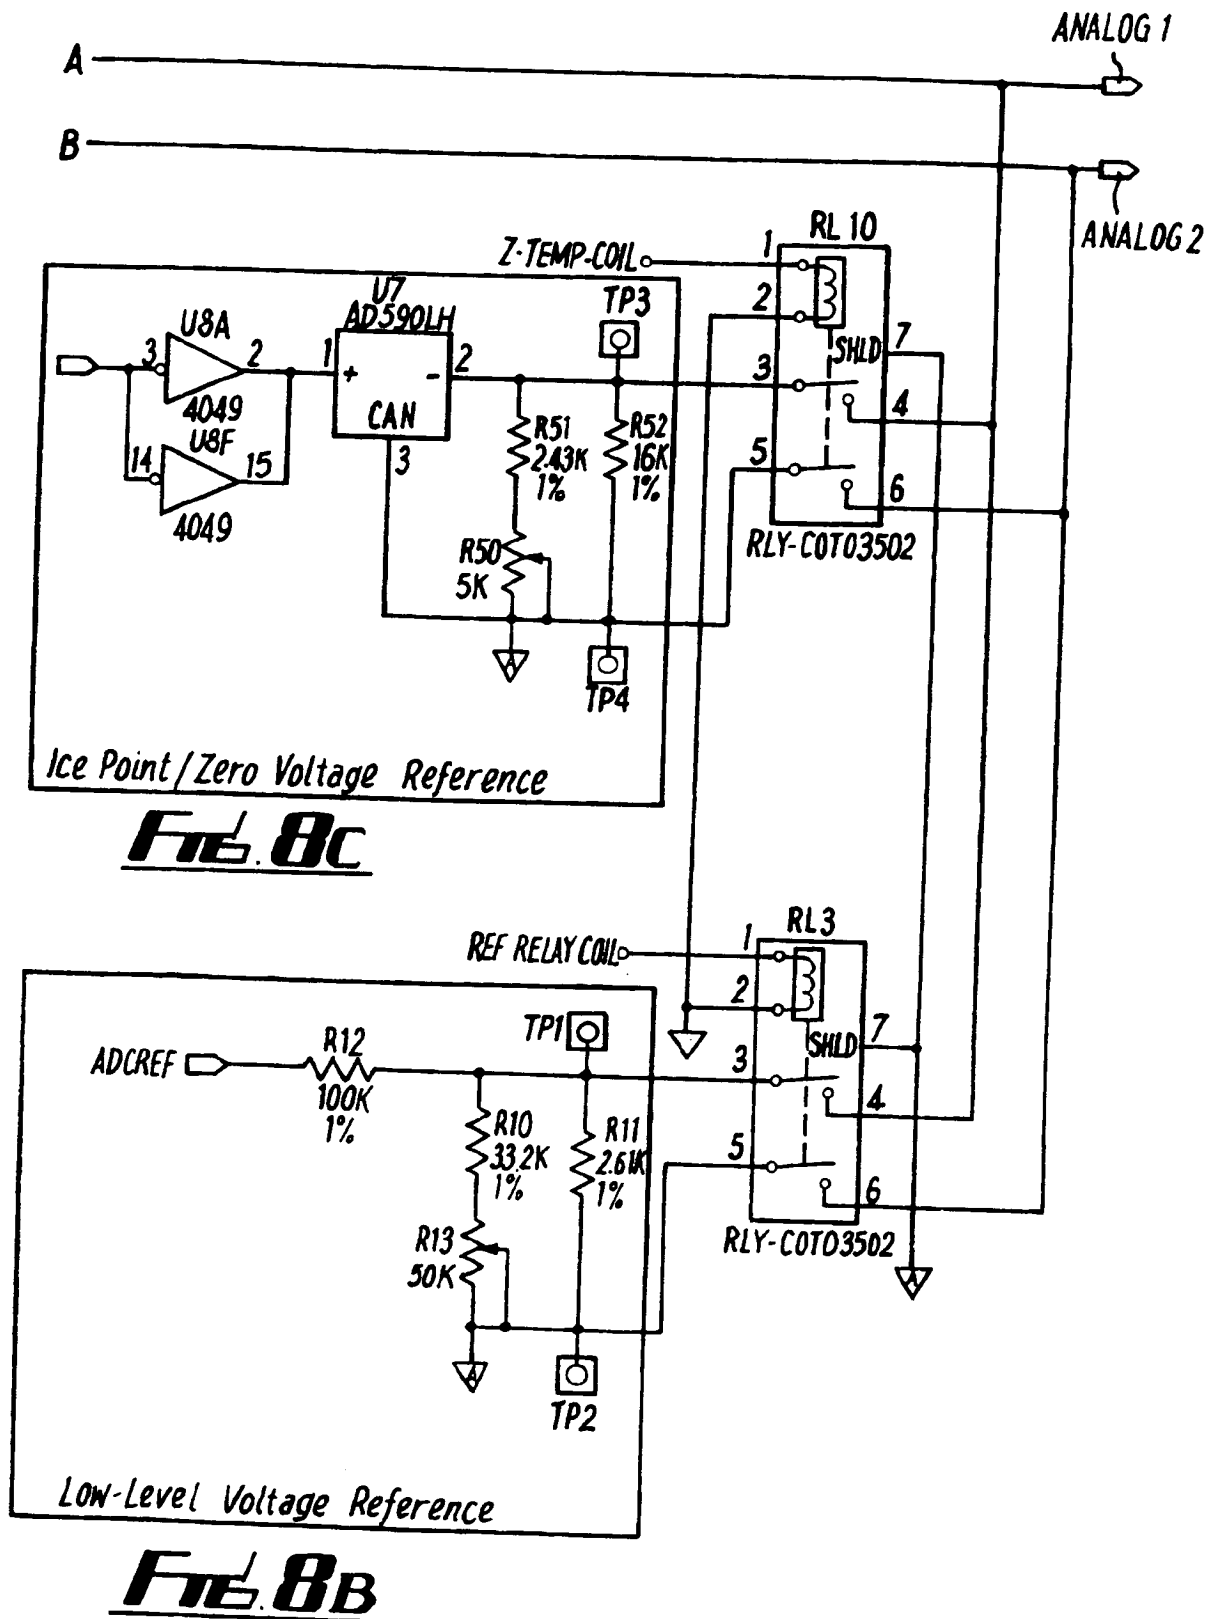 ANALOG 1
A
B
ANALOG 2
RL 10
Z-TEMP-COIL
1
2
SHLD
7
3
4
5
6
RLY-COTO3502
U7
AD590LH
TP3
U8A
3
2
1
+
-
2
4049
CAN
U8F
3
14
15
4049
R51
2.43K
1%
R52
16K
1%
R50
5K
A
TP4
Ice Point/Zero Voltage Reference
FIG. 8C
RL3
REF RELAY COIL
1
2
SHLD
7
3
4
5
6
RLY-COTO3502
A
TP1
ADCREF
R12
100K
1%
R10
33.2K
1%
R11
2.61K
1%
R13
50K
A
TP2
Low-Level Voltage Reference
FIG. 8B